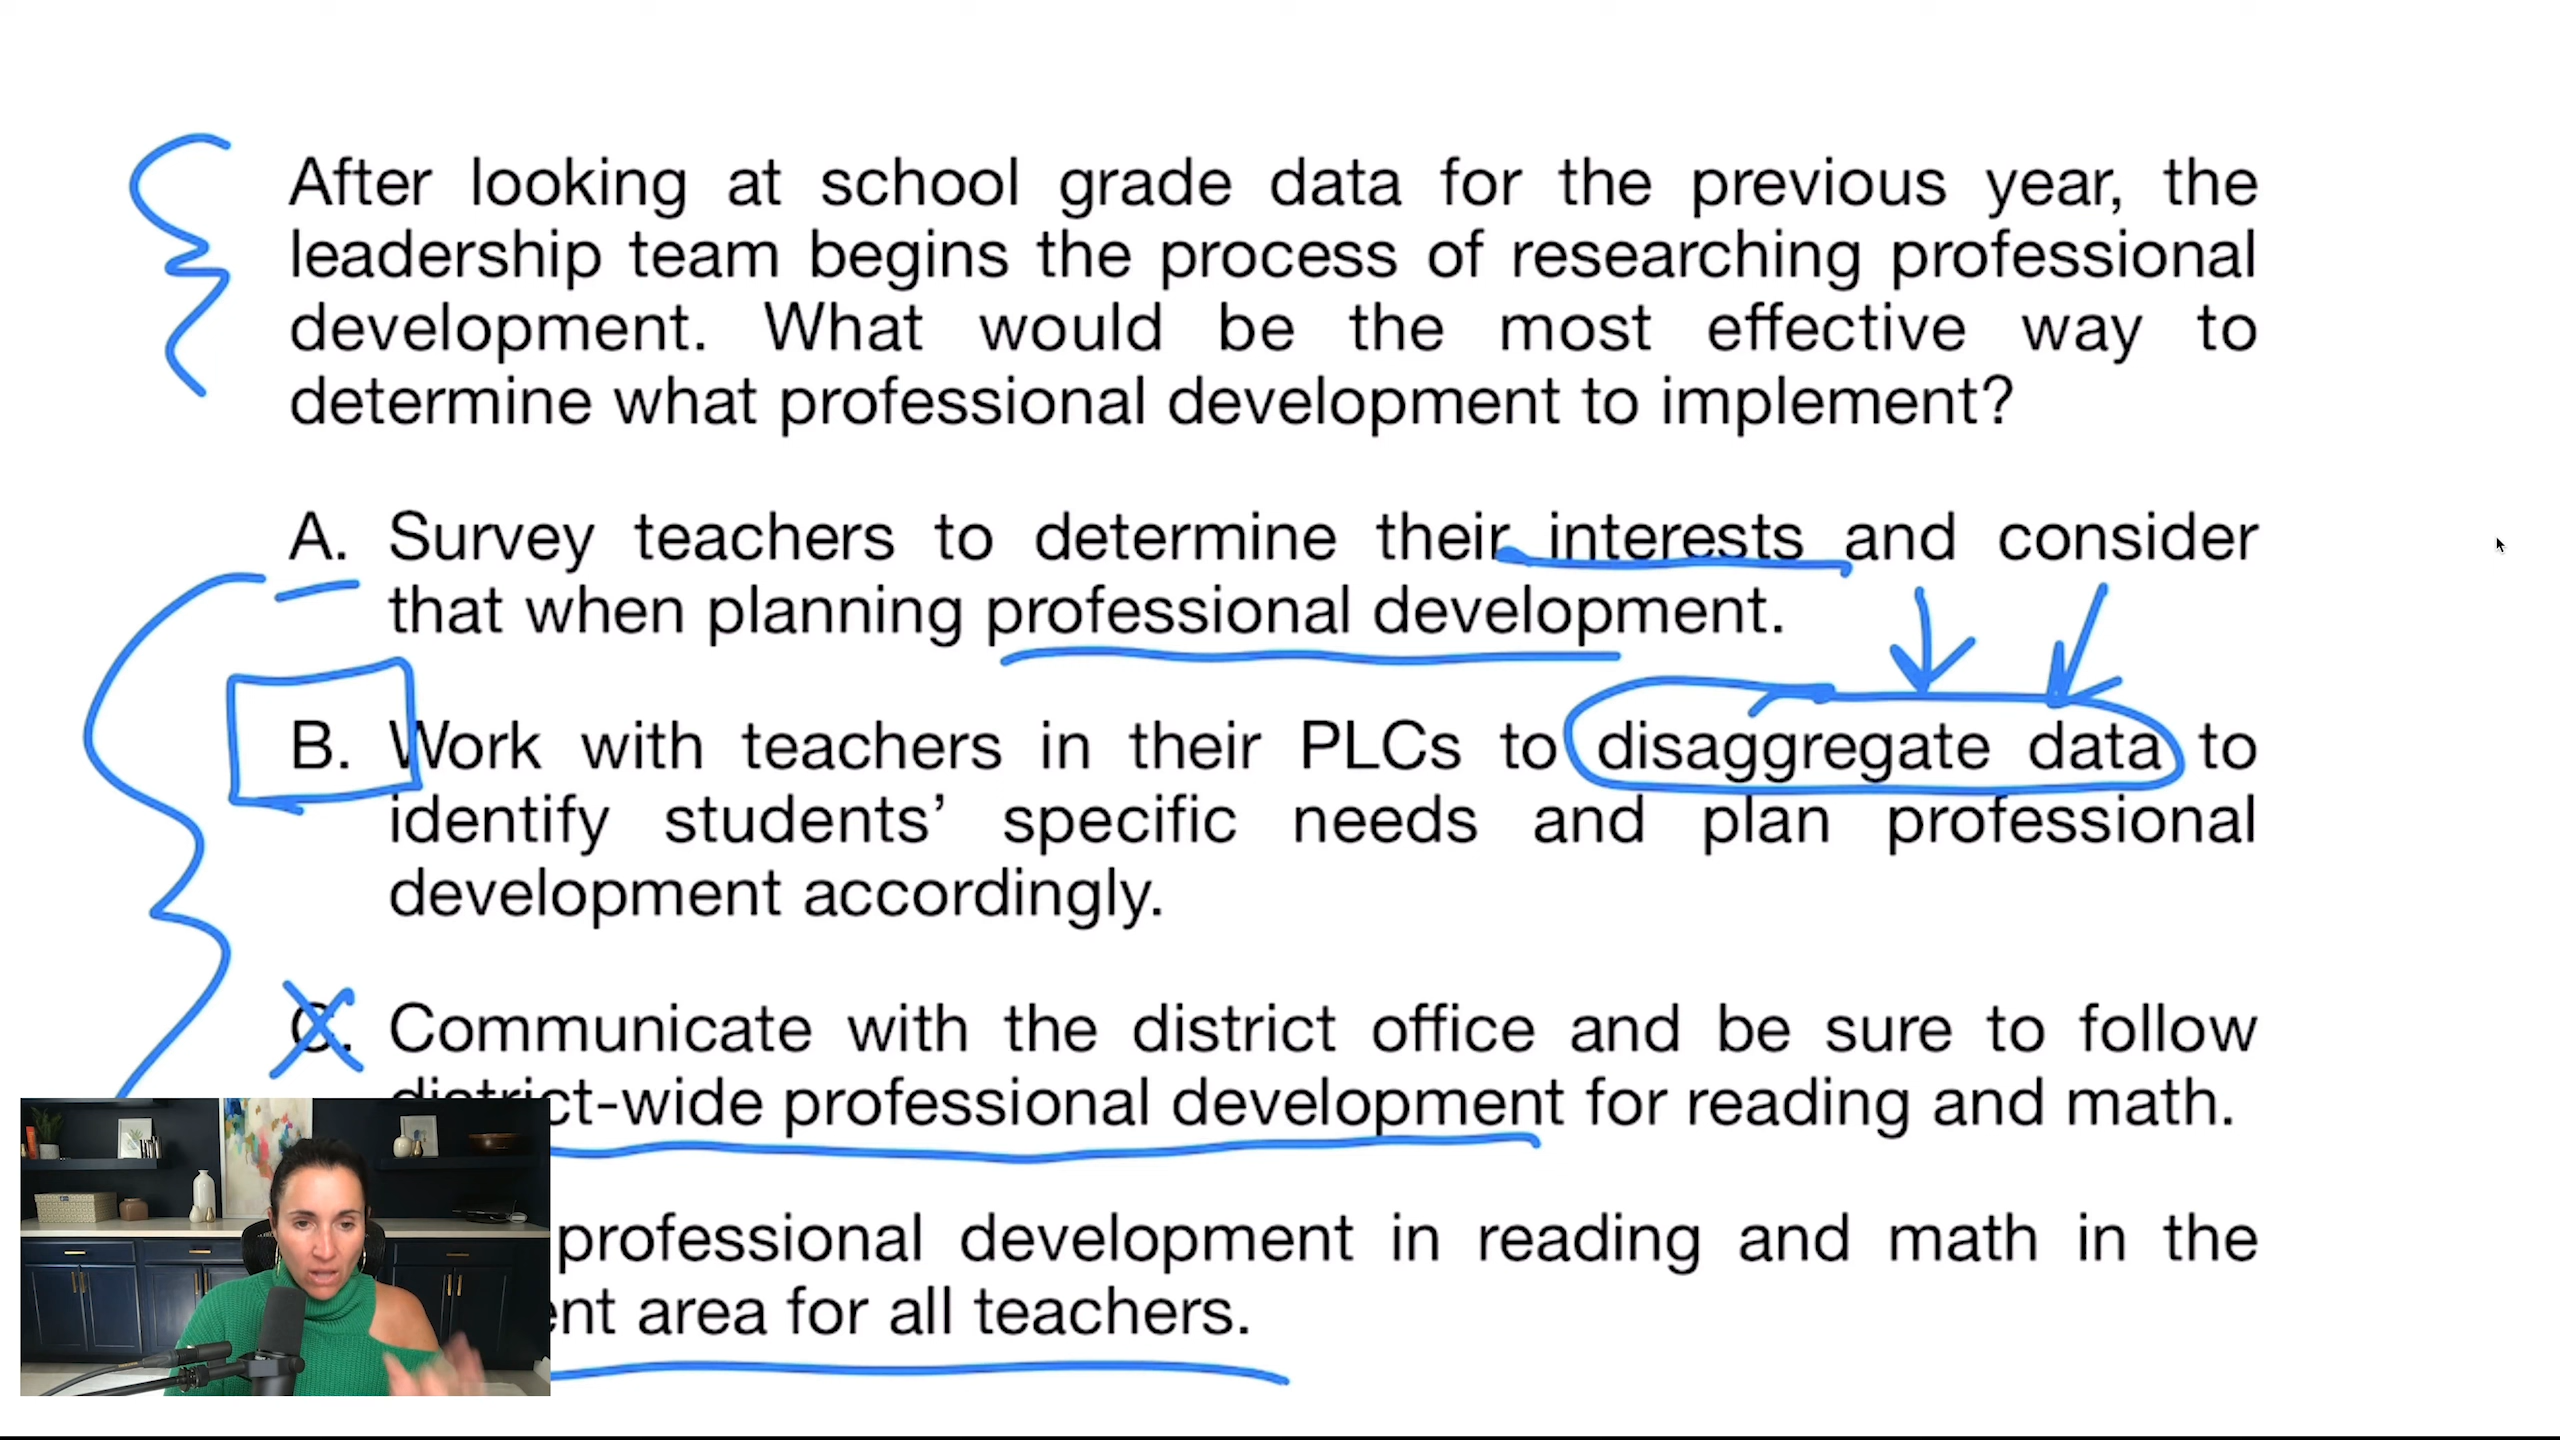 After looking at school grade data for the previous year, the
leadership team begins the process of researching professional
development. What would be the most effective way to
determine what professional development to implement?
A. Survey teachers to determine their interests and consider
that when planning professional development.
B. Work with teachers in their PLCs to disaggregate data to
identify students’ specific needs and plan professional
development accordingly.
C. Communicate with the district office and be sure to follow
district-wide professional development for reading and math.
professional development in reading and math in the
area for all teachers.